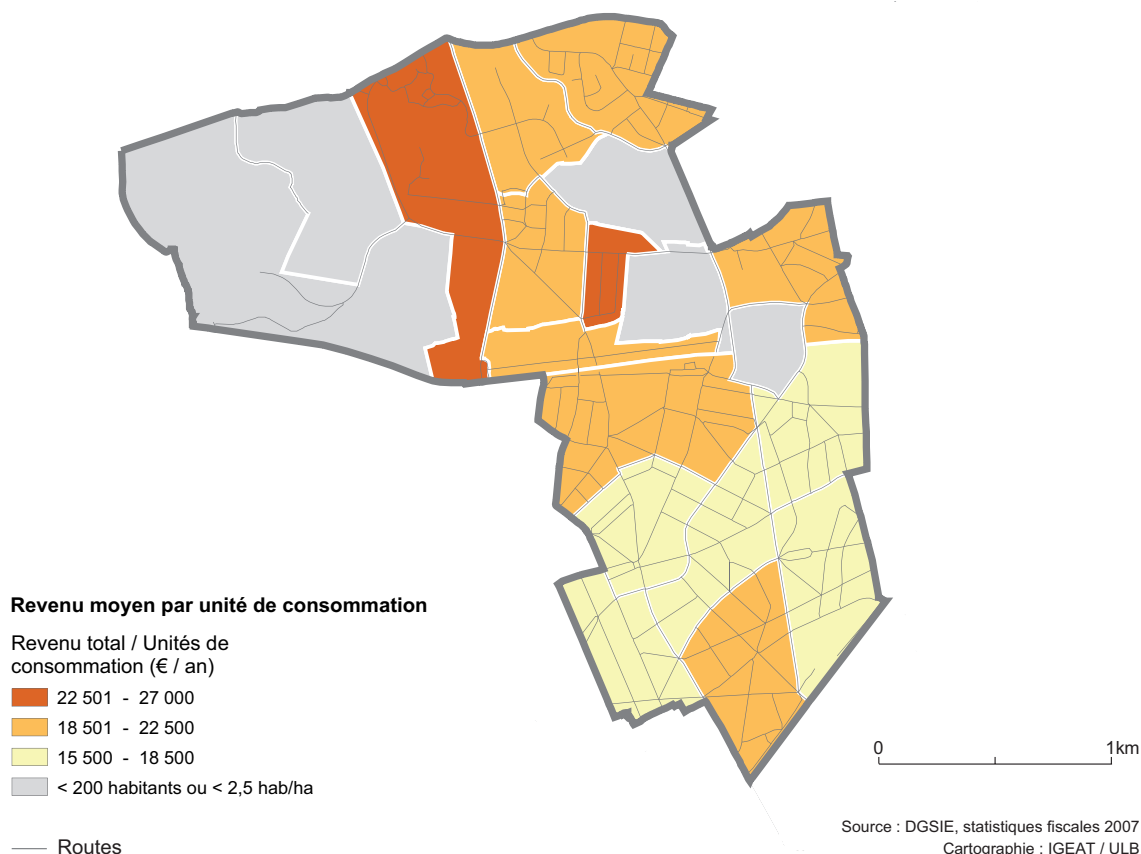 Revenu moyen par unité de consommation
Revenu total / Unités de
consommation (€ / an)
22 501 - 27 000
18 501 - 22 500
15 500 - 18 500
< 200 habitants ou < 2,5 hab/ha
Routes
0 1km
Source : DGSIE, statistiques fiscales 2007
Cartographie : IGEAT / ULB